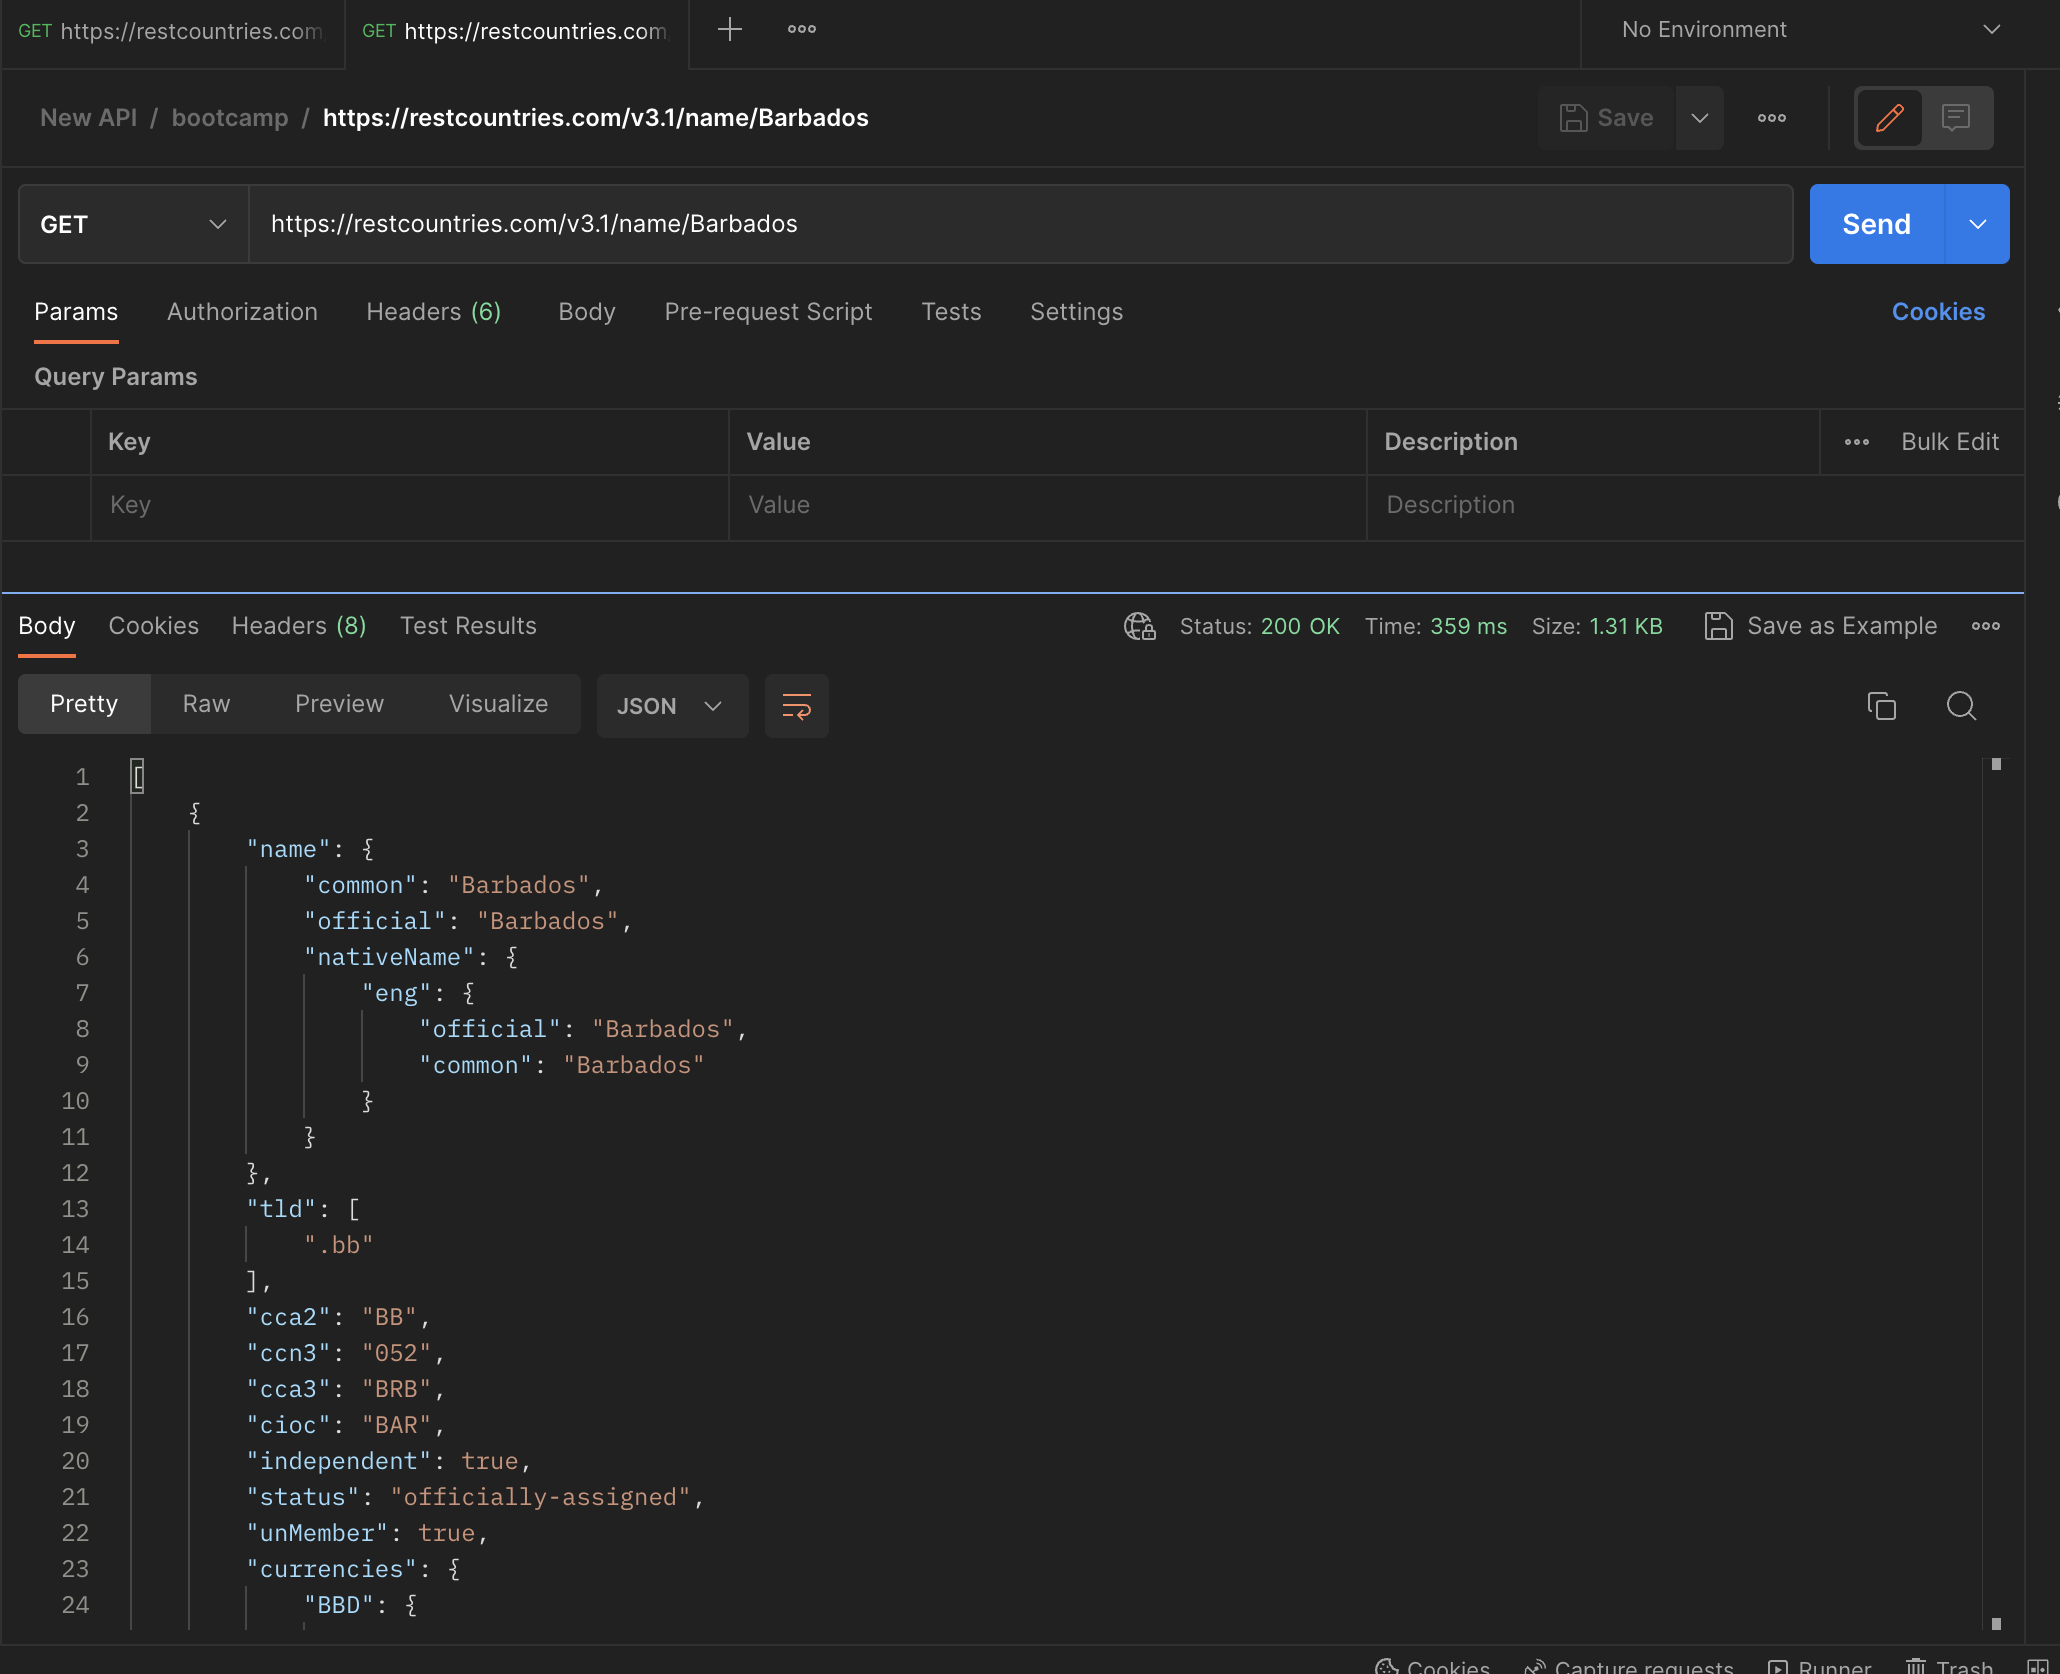 GET https://restcountries.com GET https://restcountries.com No Environment
New API / bootcamp / https://restcountries.com/v3.1/name/Barbados Save
GET https://restcountries.com/v3.1/name/Barbados Send
Params Authorization Headers (6) Body Pre-request Script Tests Settings Cookies
Query Params
Key Value Description Bulk Edit
Key Value Description
Body Cookies Headers (8) Test Results Status: 200 OK Time: 359 ms Size: 1.31 KB Save as Example
Pretty Raw Preview Visualize JSON
1 [
2 {
3 "name": {
4 "common": "Barbados",
5 "official": "Barbados",
6 "nativeName": {
7 "eng": {
8 "official": "Barbados",
9 "common": "Barbados"
10 }
11 }
12 },
13 "tld": [
14 ".bb"
15 ],
16 "cca2": "BB",
17 "ccn3": "052",
18 "cca3": "BRB",
19 "cioc": "BAR",
20 "independent": true,
21 "status": "officially-assigned",
22 "unMember": true,
23 "currencies": {
24 "BBD": {
Cookies Capture requests Runner Trash